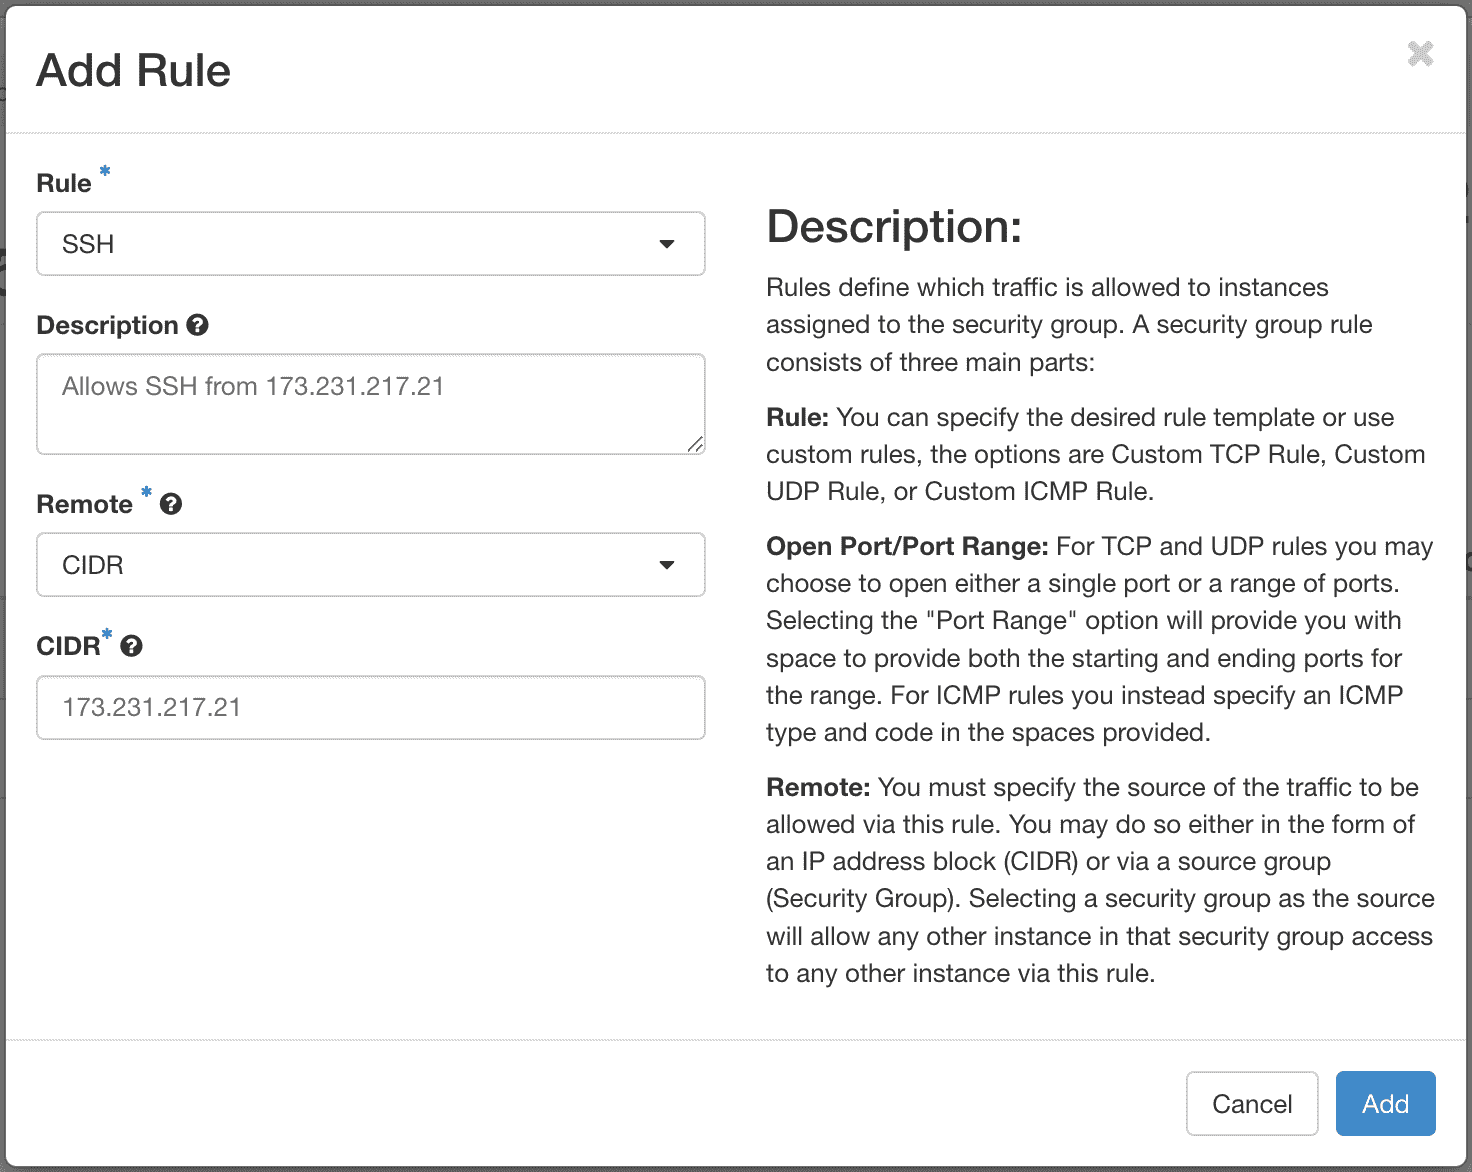 Add Rule
Rule *
SSH
Description
Allows SSH from 173.231.217.21
Remote *
CIDR
CIDR*
173.231.217.21
Description:
Rules define which traffic is allowed to instances
assigned to the security group. A security group rule
consists of three main parts:
Rule: You can specify the desired rule template or use
custom rules, the options are Custom TCP Rule, Custom
UDP Rule, or Custom ICMP Rule.
Open Port/Port Range: For TCP and UDP rules you may
choose to open either a single port or a range of ports.
Selecting the "Port Range" option will provide you with
space to provide both the starting and ending ports for
the range. For ICMP rules you instead specify an ICMP
type and code in the spaces provided.
Remote: You must specify the source of the traffic to be
allowed via this rule. You may do so either in the form of
an IP address block (CIDR) or via a source group
(Security Group). Selecting a security group as the source
will allow any other instance in that security group access
to any other instance via this rule.
Cancel
Add